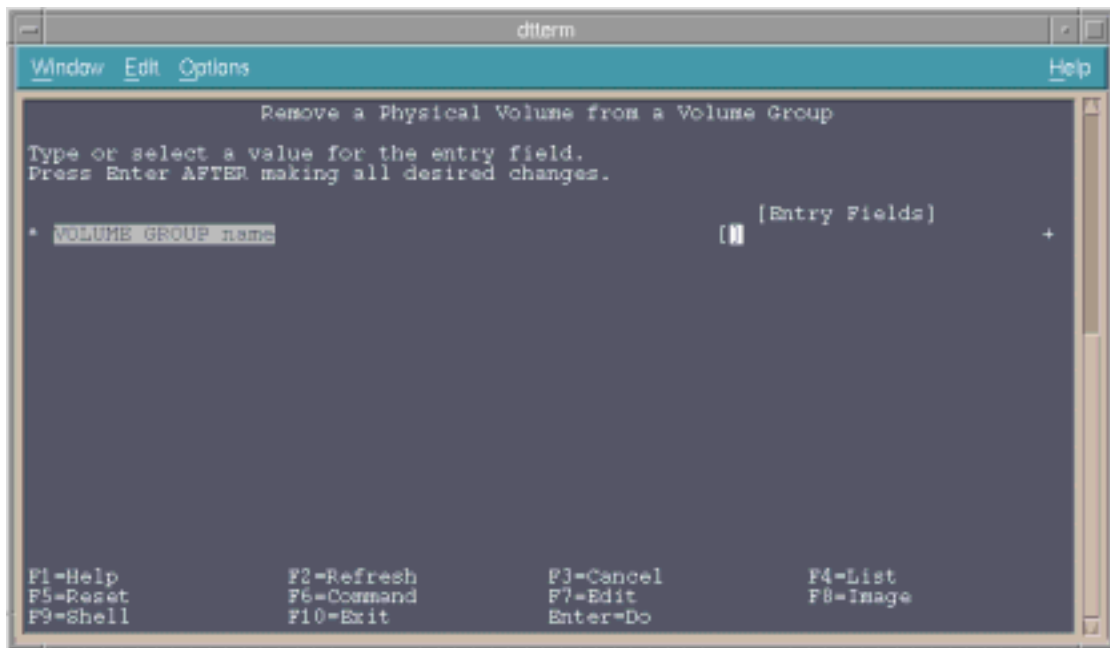 dtterm
Window Edit Options Help
Remove a Physical Volume from a Volume Group
Type or select a value for the entry field.
Press Enter AFTER making all desired changes.
[Entry Fields]
* VOLUME GROUP name [] +
F1=Help F2=Refresh F3=Cancel F4=List
F5=Reset F6=Command F7=Edit F8=Image
F9=Shell F10=Exit Enter=Do